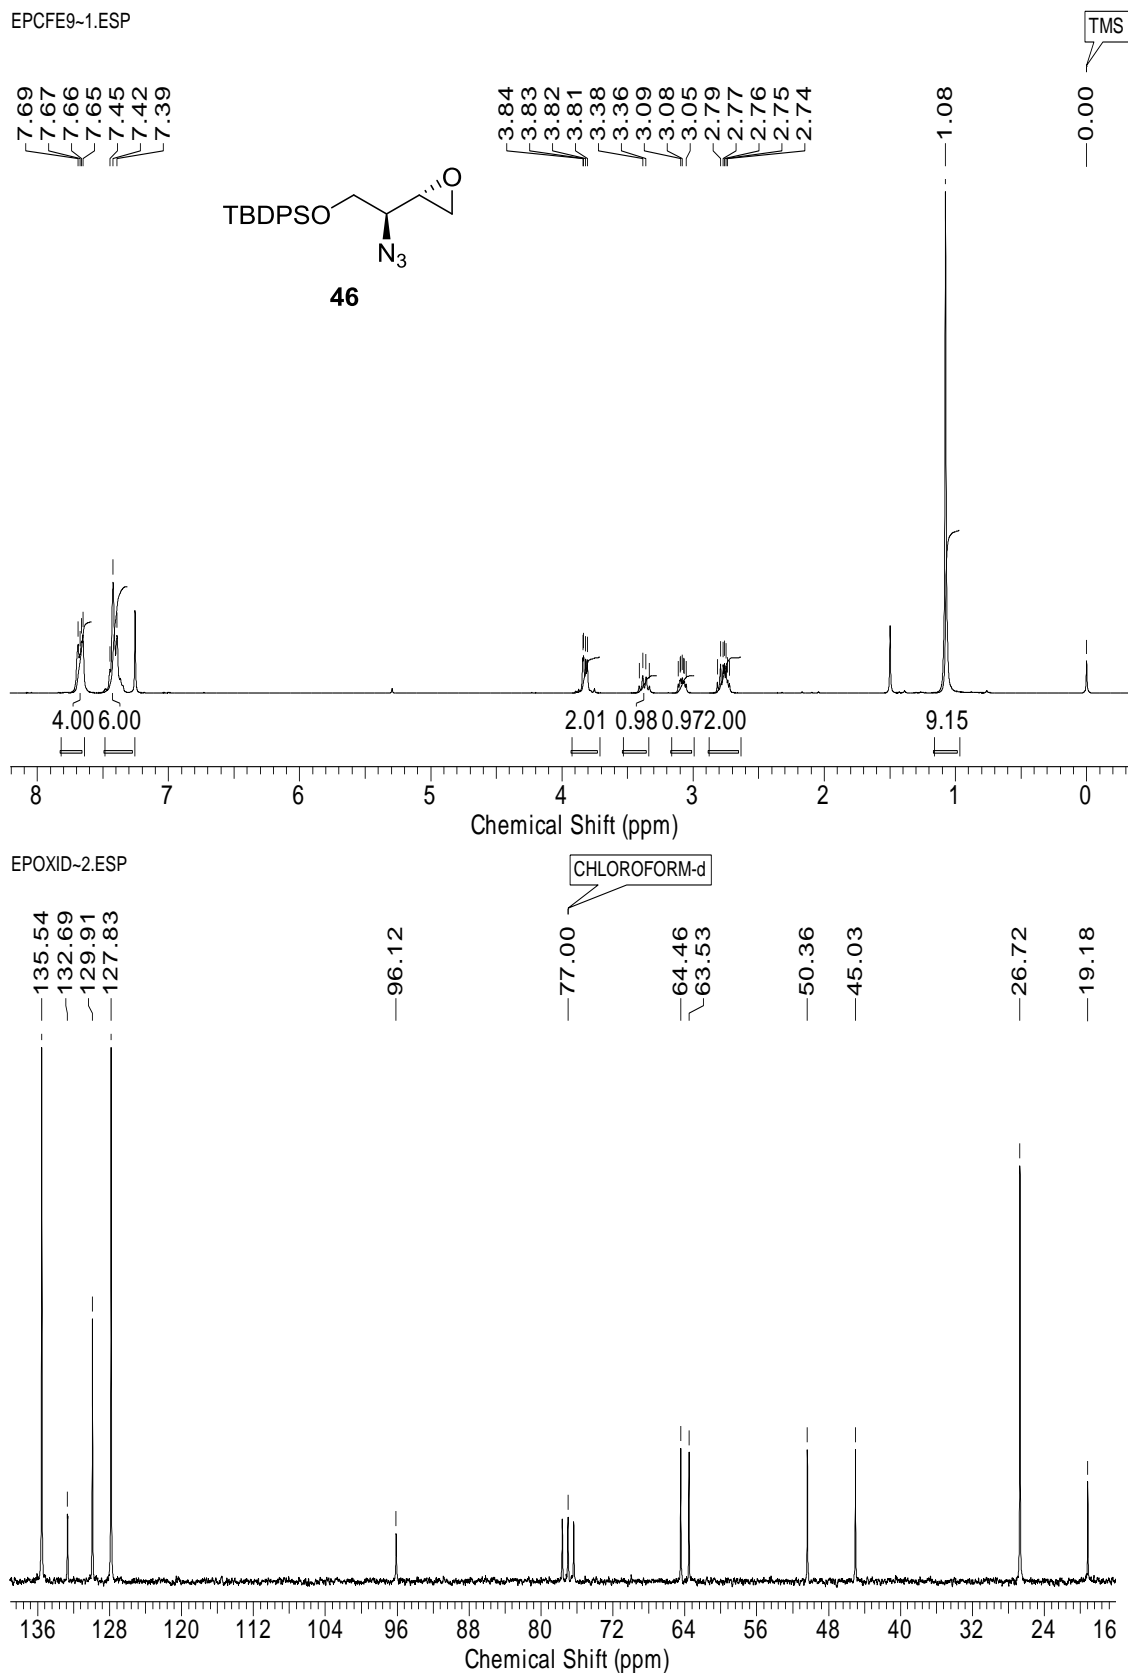 EPCFE9~1.ESP
TMS
7.69 7.67 7.66 7.65 7.45 7.42 7.39 3.84 3.83 3.82 3.81 3.38 3.36 3.09 3.08 3.05 2.79 2.77 2.76 2.75 2.74 1.08 0.00
O
TBDPSO
N3
46
4.00 6.00 2.01 0.98 0.97 2.00 9.15
8 7 6 5 4 3 2 1 0
Chemical Shift (ppm)
EPOXID~2.ESP
CHLOROFORM-d
135.54 132.69 129.91 127.83 96.12 77.00 64.46 63.53 50.36 45.03 26.72 19.18
136 128 120 112 104 96 88 80 72 64 56 48 40 32 24 16
Chemical Shift (ppm)